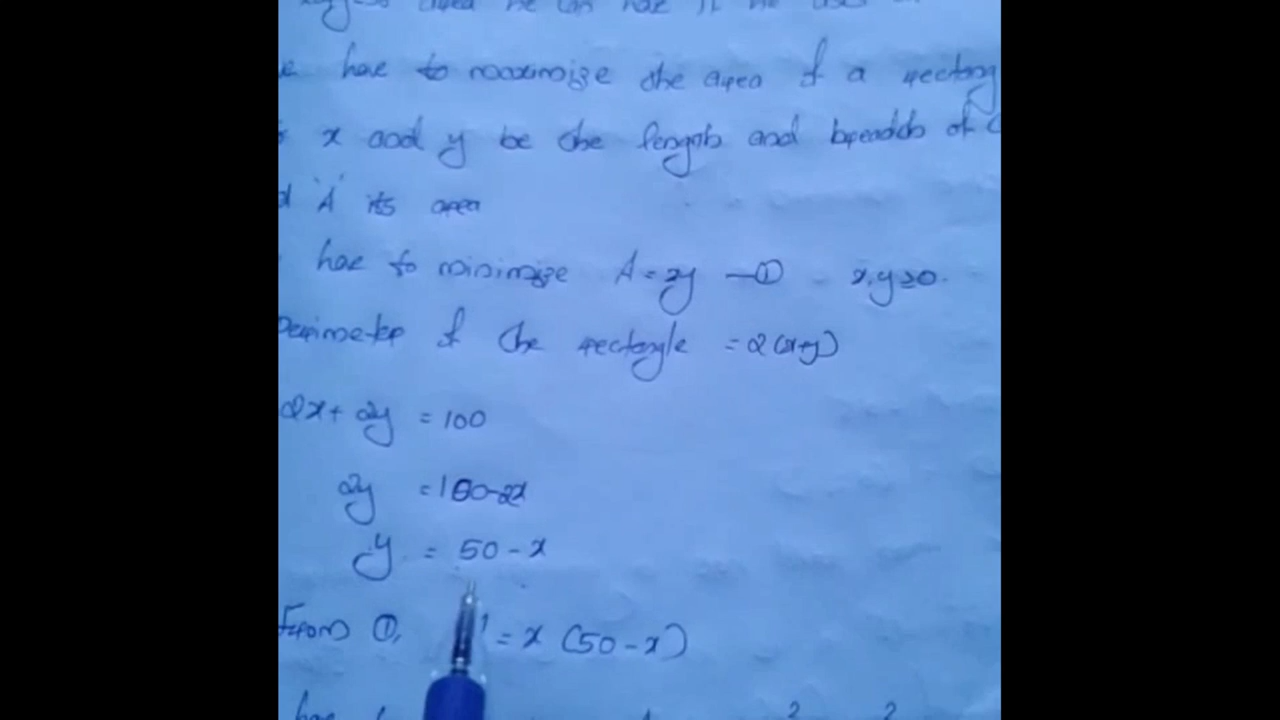 have to maximize the area of a rectang
x and y be the length and breadth of
'A' its area
have to minimize A = xy —① - x,y≥0.
Perimeter of the rectangle = 2(x+y)
2x + 2y = 100
2y = 100-2x
y = 50 - x
From ①, = x (50 - x)